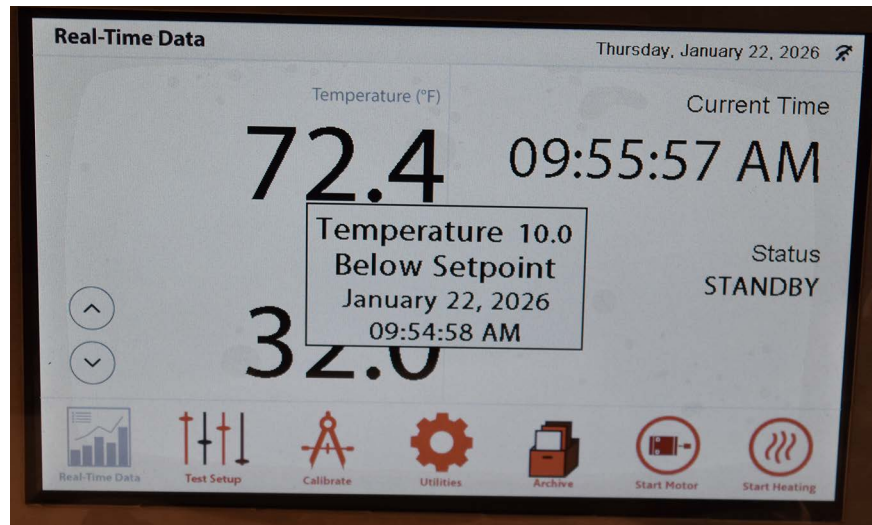 Real-Time Data
Thursday, January 22, 2026
Temperature (°F)
72.4
Current Time
09:55:57 AM
Temperature 10.0
Below Setpoint
January 22, 2026
09:54:58 AM
Status
STANDBY
32.0
Real-Time Data
Test Setup
Calibrate
Utilities
Archive
Start Motor
Start Heating